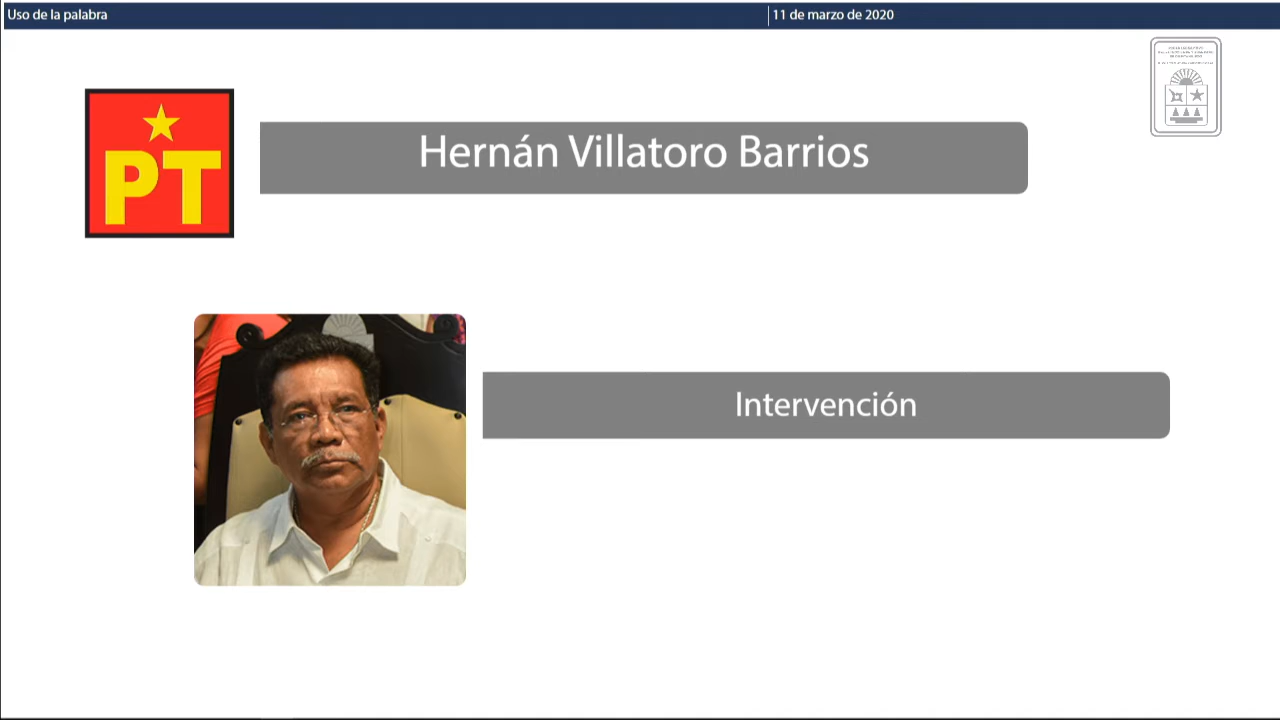 Uso de la palabra
11 de marzo de 2020
PT
Hernán Villatoro Barrios
Intervención